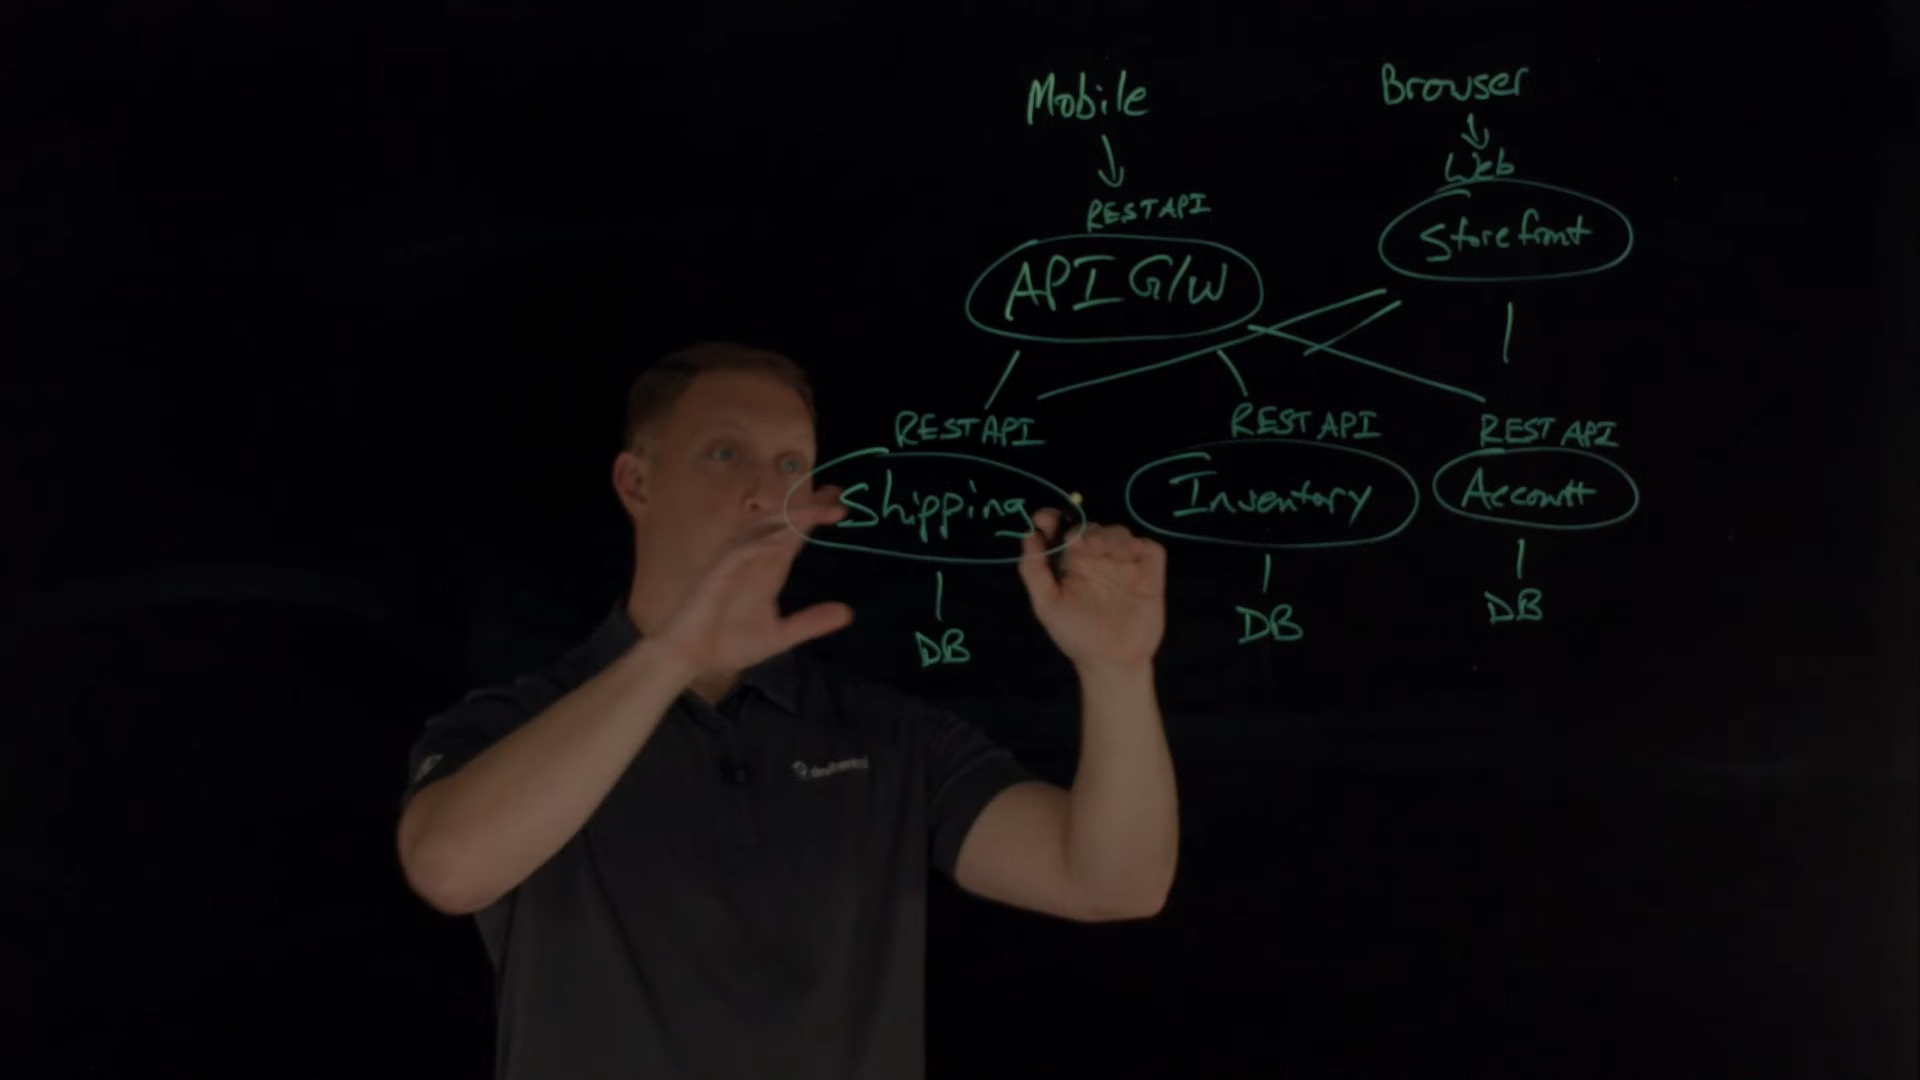 Mobile
Browser
Web
REST API
Storefront
API G/W
REST API
REST API
REST API
Shipping
Inventory
Account
DB
DB
DB